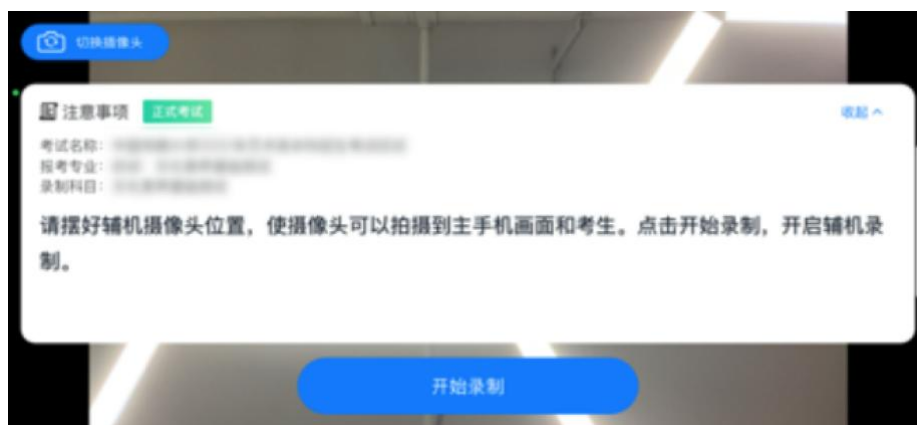 切换摄像头
注意事项 正式考试 收起
考试名称：
报考专业：
录制科目：
请摆好辅机摄像头位置，使摄像头可以拍摄到主手机画面和考生。点击开始录制，开启辅机录
制。
开始录制